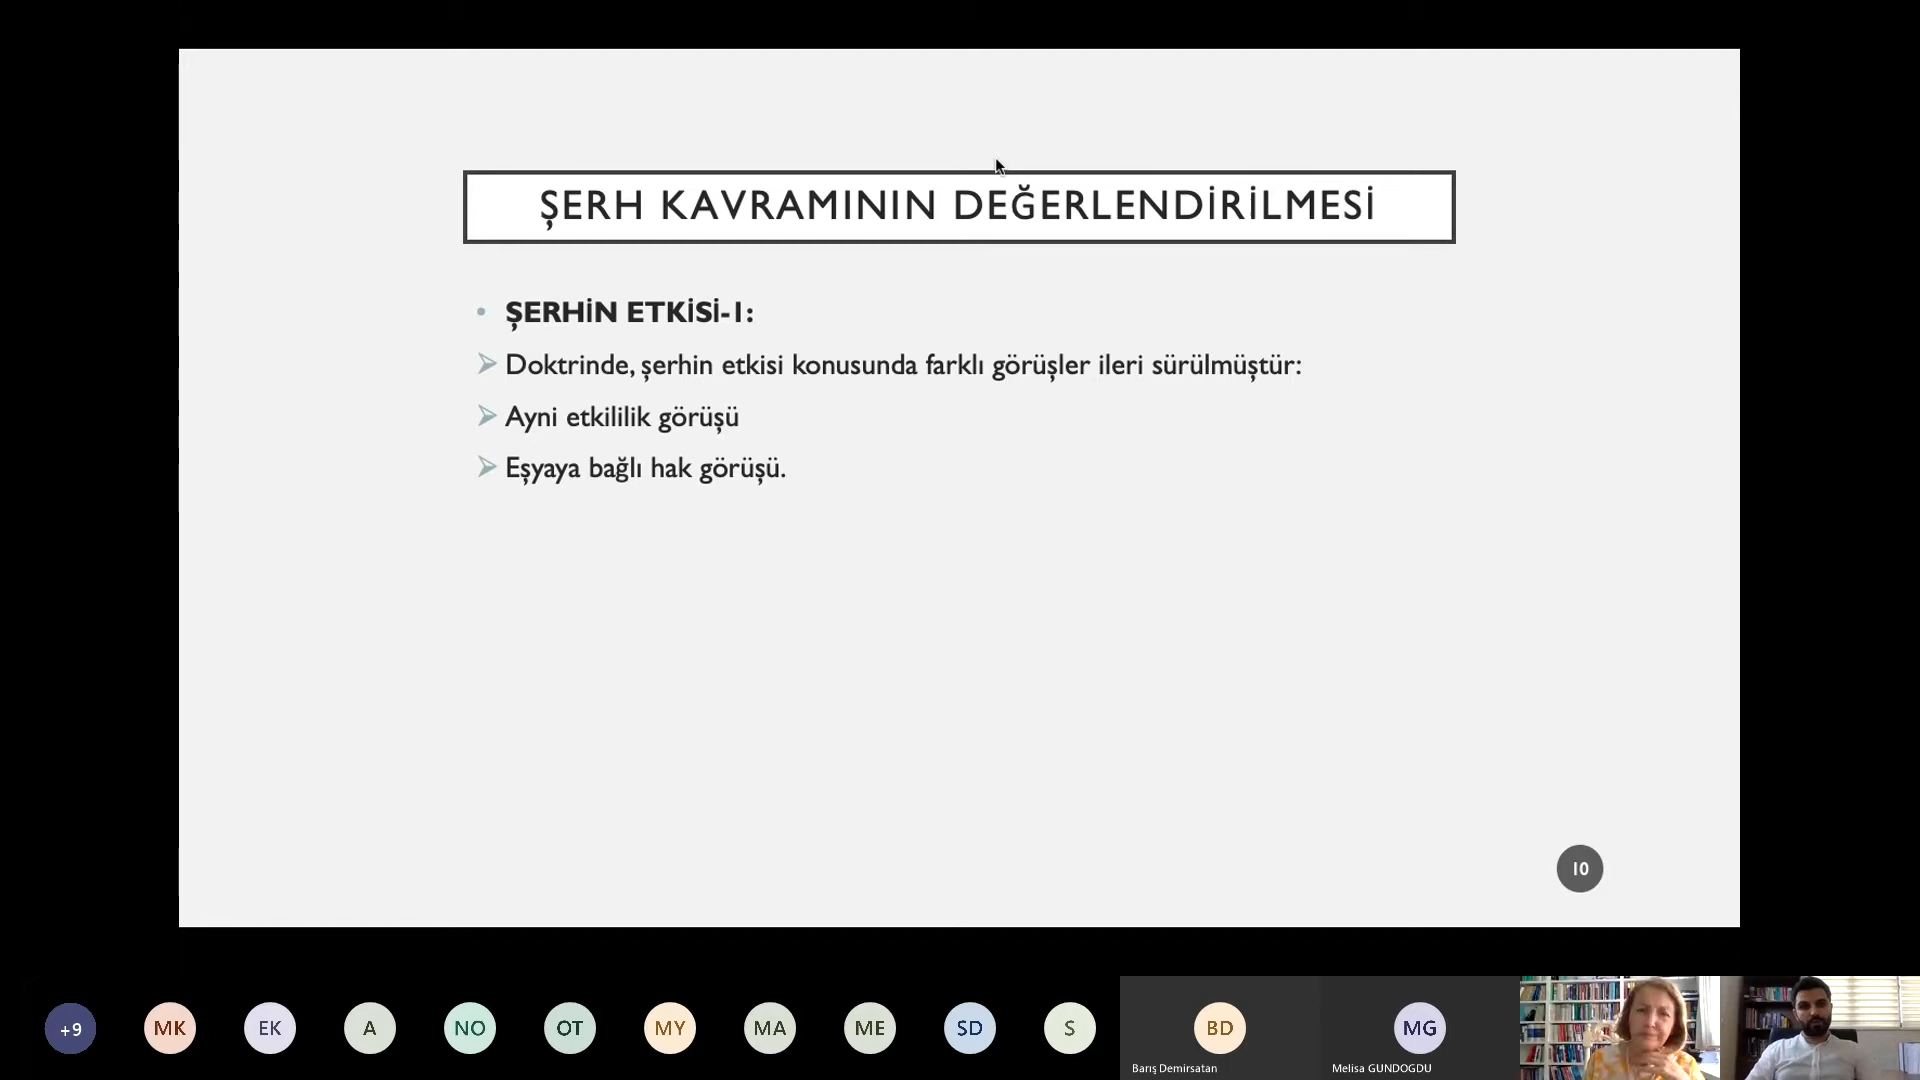 ŞERH KAVRAMININ DEĞERLENDİRİLMESİ
• ŞERHİN ETKİSİ-1:
➢ Doktrinde, şerhin etkisi konusunda farklı görüşler ileri sürülmüştür:
➢ Ayni etkililik görüşü
➢ Eşyaya bağlı hak görüşü.
10
+9 MK EK A NO OT MY MA ME SD S BD MG
Barış Demirsatan Melisa GUNDOGDU